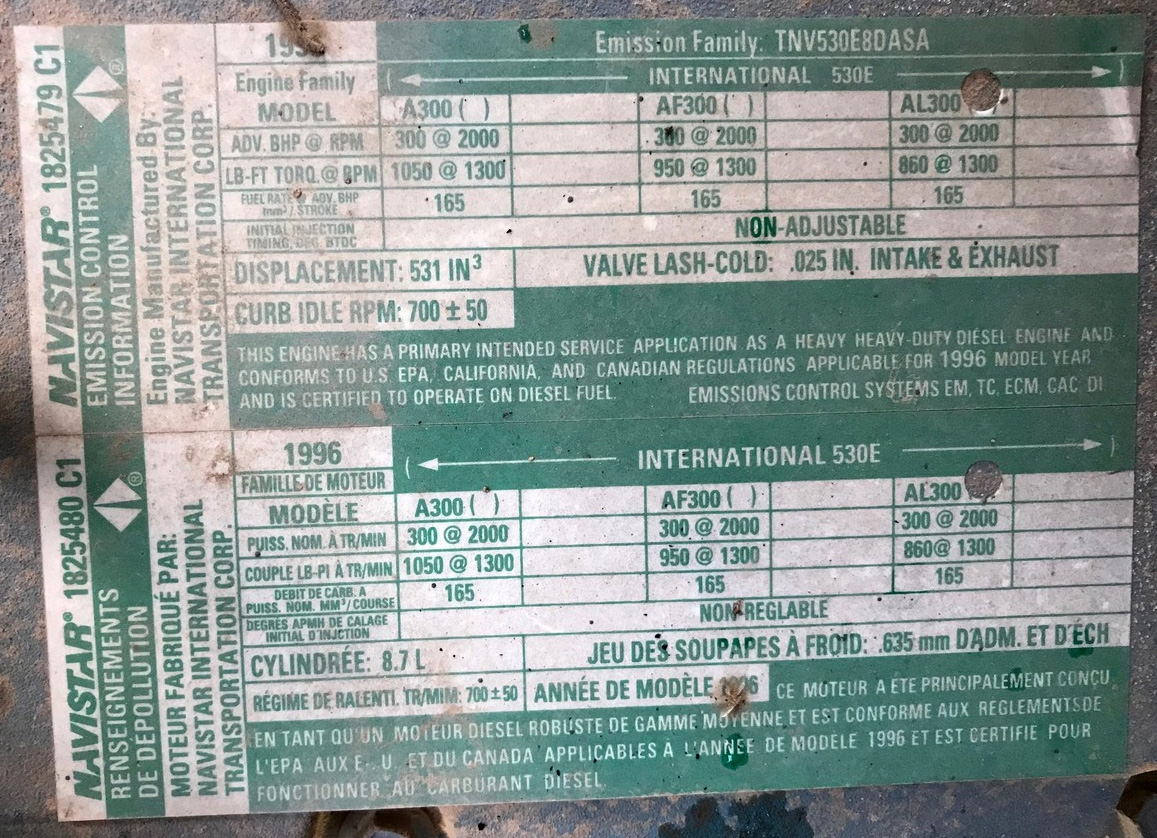 NAVISTAR® 1825479 C1
EMISSION CONTROL
INFORMATION
Engine Manufactured By:
NAVISTAR INTERNATIONAL
TRANSPORTATION CORP.
Emission Family: TNV530E8DASA
Engine Family ( INTERNATIONAL 530E )
MODEL A300 ( ) AF300 ( ) AL300
ADV. BHP @ RPM 300 @ 2000 300 @ 2000 300 @ 2000
LB-FT TORQ. @ RPM 1050 @ 1300 950 @ 1300 860 @ 1300
FUEL RATE @ ADV. BHP
mm³/ STROKE 165 165 165
INITIAL INJECTION
TIMING, DEG. BTDC NON-ADJUSTABLE
DISPLACEMENT: 531 IN³ VALVE LASH-COLD: .025 IN. INTAKE & EXHAUST
CURB IDLE RPM: 700 ± 50
THIS ENGINE HAS A PRIMARY INTENDED SERVICE APPLICATION AS A HEAVY HEAVY-DUTY DIESEL ENGINE AND
CONFORMS TO U.S EPA, CALIFORNIA, AND CANADIAN REGULATIONS APPLICABLE FOR 1996 MODEL YEAR
AND IS CERTIFIED TO OPERATE ON DIESEL FUEL. EMISSIONS CONTROL SYSTEMS EM, TC, ECM, CAC, DI
NAVISTAR® 1825480 C1
RENSEIGNEMENTS
DE DÉPOLLUTION
MOTEUR FABRIQUÉ PAR:
NAVISTAR INTERNATIONAL
TRANSPORTATION CORP.
1996
FAMILLE DE MOTEUR ( INTERNATIONAL 530E )
MODÈLE A300 ( ) AF300 ( ) AL300
PUISS. NOM. À TR/MIN 300 @ 2000 300 @ 2000 300 @ 2000
COUPLE LB-PI À TR/MIN 1050 @ 1300 950 @ 1300 860@ 1300
DEBIT DE CARB. A
PUISS. NOM. MM³/ COURSE 165 165 165
DEGRÉS APMH DE CALAGE
INITIAL D'INJCTION NON-REGLABLE
CYLINDRÉE: 8.7 L JEU DES SOUPAPES À FROID: .635 mm D'ADM. ET D'ÉCH
RÉGIME DE RALENTI. TR/MIM: 700 ± 50 ANNÉE DE MODÈLE CE MOTEUR A ÉTE PRINCIPALEMENT CONÇU
EN TANT QU'UN MOTEUR DIESEL ROBUSTE DE GAMME MOYENNE ET EST CONFORME AUX REGLEMENTSDE
L'EPA AUX E.-U. ET DU CANADA APPLICABLES À L'ANNÉE DE MODELE 1996 ET EST CERTIFIÉ POUR
FONCTIONNER AU CARBURANT DIESEL.